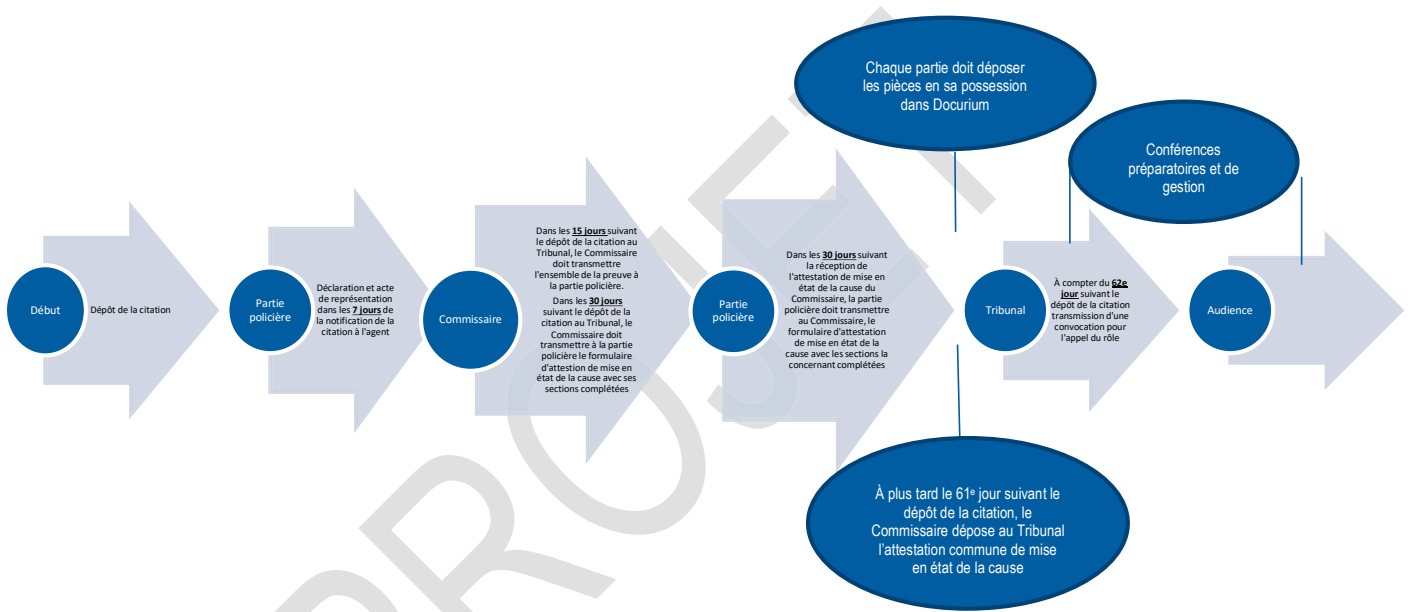 Début
Dépôt de la citation
Partie
policière
Déclaration et acte
de représentation
dans les 7 jours de
la notification de la
citation à l'agent
Commissaire
Dans les 15 jours suivant
le dépôt de la citation au
Tribunal, le Commissaire
doit transmettre
l'ensemble de la preuve à
la partie policière.
Dans les 30 jours
suivant le dépôt de la
citation au Tribunal, le
Commissaire doit
transmettre à la partie
policière le formulaire
d'attestion de mise en
état de la cause avec ses
sections complétées
Partie
policière
Dans les 30 jours suivant
la réception de
l'attestation de mise en
état de la cause du
Commissaire, la partie
policière doit transmettre
au Commissaire, le
formulaire d'attestation
de mise en état de la
cause avec les sections la
concernant complétées
Chaque partie doit déposer
les pièces en sa possession
dans Docurium
À plus tard le 61e jour suivant le
dépôt de la citation, le
Commissaire dépose au Tribunal
l'attestation commune de mise
en état de la cause
Tribunal
À compter du 62e
jour suivant le
dépôt de la citation
transmission d'une
convocation pour
l'appel du rôle
Conférences
préparatoires et de
gestion
Audience
PROJET